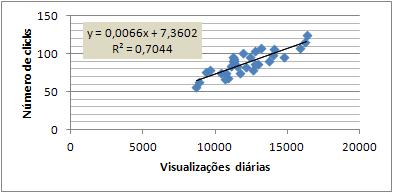 y = 0,0066x + 7,3602
R² = 0,7044
Número de clicks
150
100
50
0
0 5000 10000 15000 20000
Visualizações diárias